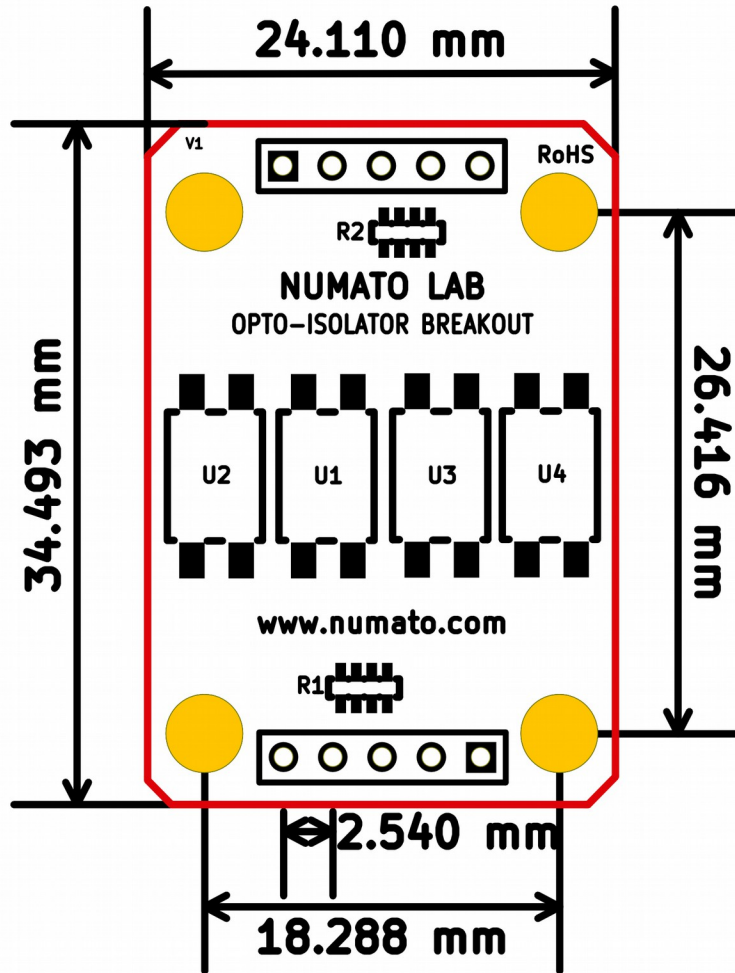 24.110 mm
V1
RoHS
R2
NUMATO LAB
OPTO-ISOLATOR BREAKOUT
34.493 mm
26.416 mm
U2 U1 U3 U4
www.numato.com
R1
2.540 mm
18.288 mm